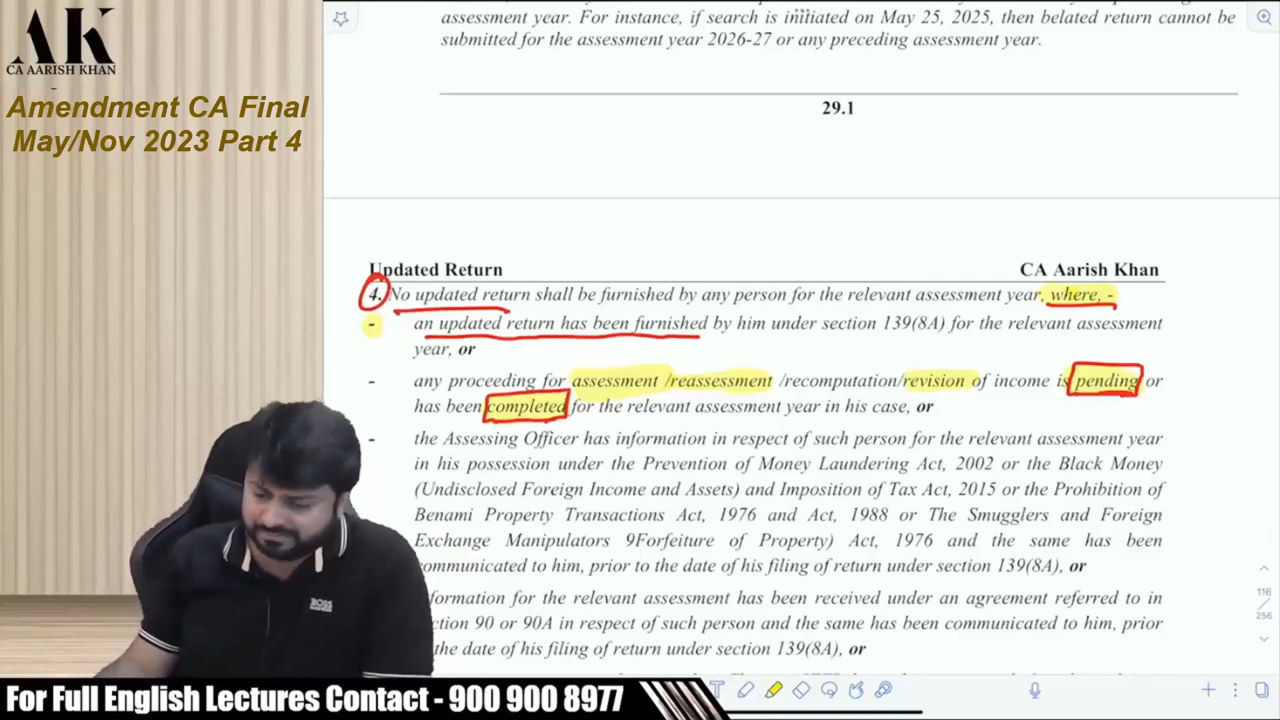 AK
CA AARISH KHAN
Amendment CA Final
May/Nov 2023 Part 4
assessment year. For instance, if search is initiated on May 25, 2025, then belated return cannot be
submitted for the assessment year 2026-27 or any preceding assessment year.
29.1
Updated Return CA Aarish Khan
4. No updated return shall be furnished by any person for the relevant assessment year, where, -
- an updated return has been furnished by him under section 139(8A) for the relevant assessment
year, or
- any proceeding for assessment /reassessment /recomputation/revision of income is pending or
has been completed for the relevant assessment year in his case, or
- the Assessing Officer has information in respect of such person for the relevant assessment year
in his possession under the Prevention of Money Laundering Act, 2002 or the Black Money
(Undisclosed Foreign Income and Assets) and Imposition of Tax Act, 2015 or the Prohibition of
Benami Property Transactions Act, 1976 and Act, 1988 or The Smugglers and Foreign
Exchange Manipulators 9Forfeiture of Property) Act, 1976 and the same has been
communicated to him, prior to the date of his filing of return under section 139(8A), or
formation for the relevant assessment has been received under an agreement referred to in
ction 90 or 90A in respect of such person and the same has been communicated to him, prior
the date of his filing of return under section 139(8A), or
116
256
BOSS
For Full English Lectures Contact - 900 900 8977